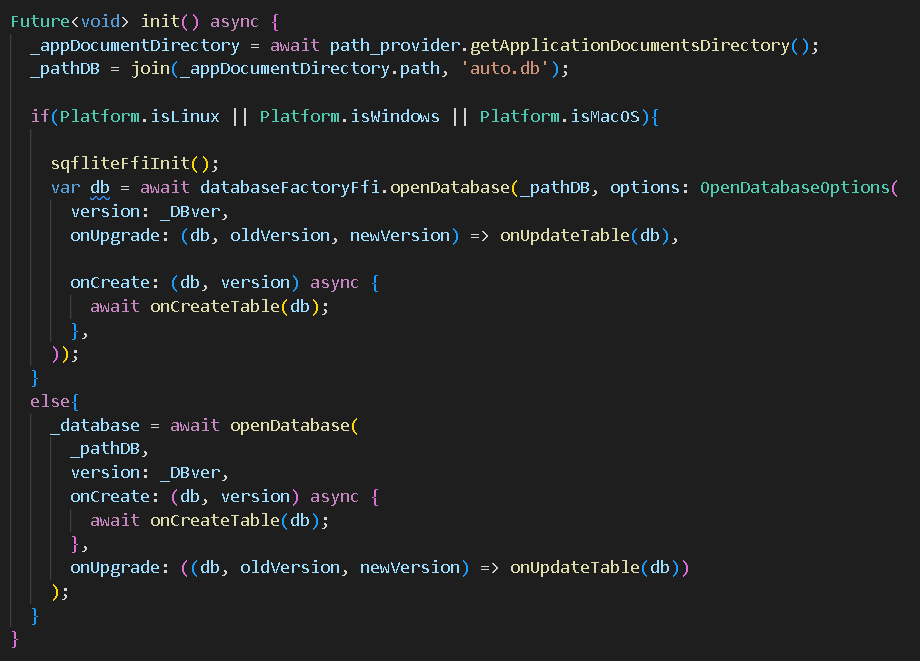 Future<void> init() async {
  _appDocumentDirectory = await path_provider.getApplicationDocumentsDirectory();
  _pathDB = join(_appDocumentDirectory.path, 'auto.db');

  if(Platform.isLinux || Platform.isWindows || Platform.isMacOS){

    sqfliteFfiInit();
    var db = await databaseFactoryFfi.openDatabase(_pathDB, options: OpenDatabaseOptions(
      version: _DBver,
      onUpgrade: (db, oldVersion, newVersion) => onUpdateTable(db),

      onCreate: (db, version) async {
        await onCreateTable(db);
      },
    ));
  }
  else{
    _database = await openDatabase(
      _pathDB,
      version: _DBver,
      onCreate: (db, version) async {
        await onCreateTable(db);
      },
      onUpgrade: ((db, oldVersion, newVersion) => onUpdateTable(db))
    );
  }
}